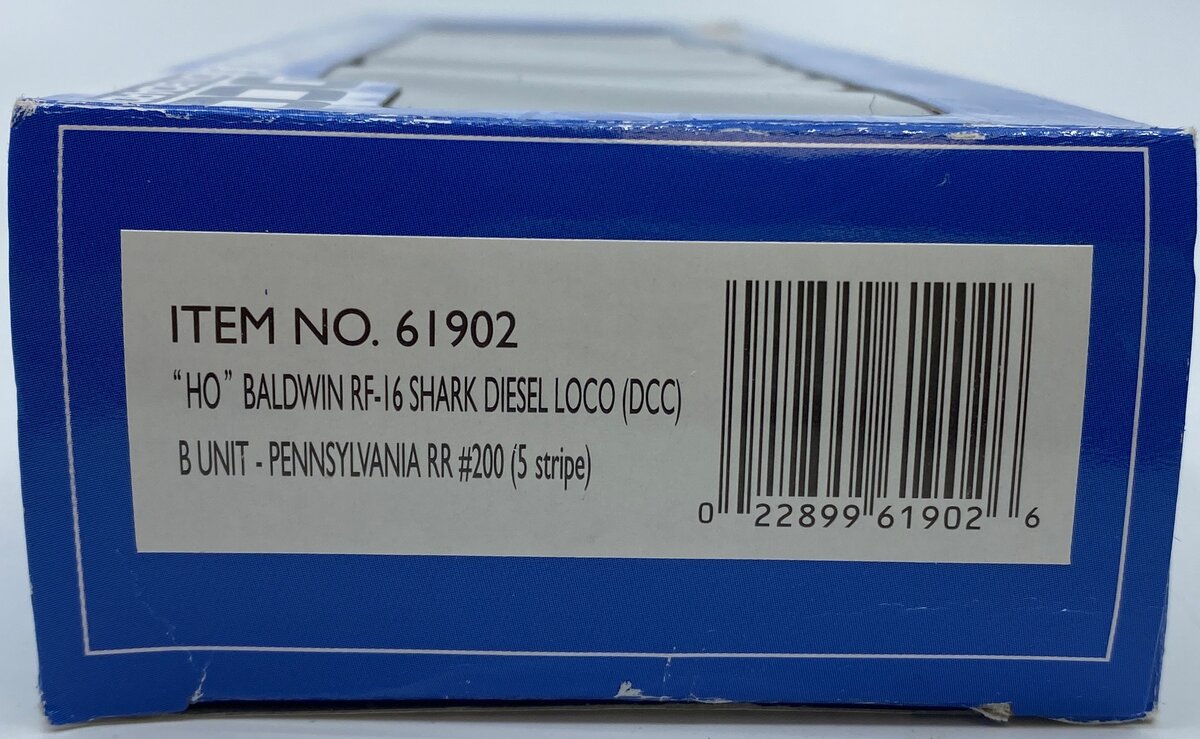 ITEM NO. 61902
“HO” BALDWIN RF-16 SHARK DIESEL LOCO (DCC)
B UNIT - PENNSYLVANIA RR #200 (5 stripe)
0 22899 61902 6